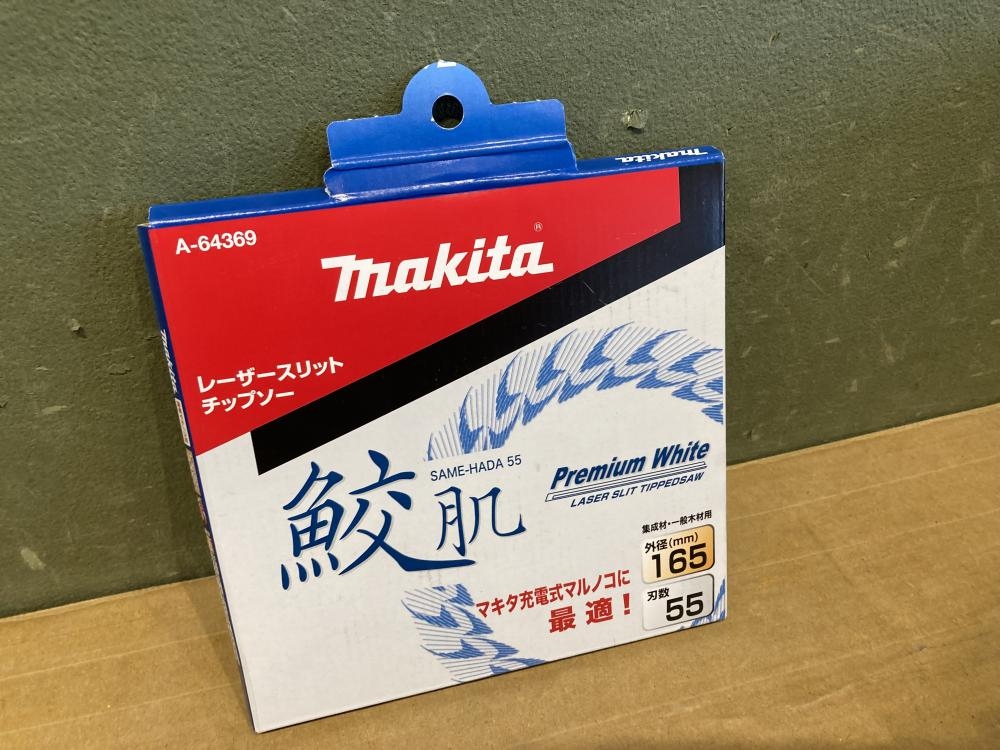 makita
A-64369
makita®
レーザースリット
チップソー
SAME-HADA 55
鮫肌
Premium White
LASER SLIT TIPPEDSAW
集成材・一般木材用
外径(mm)
165
マキタ充電式マルノコに
最適!
刃数
55
makita